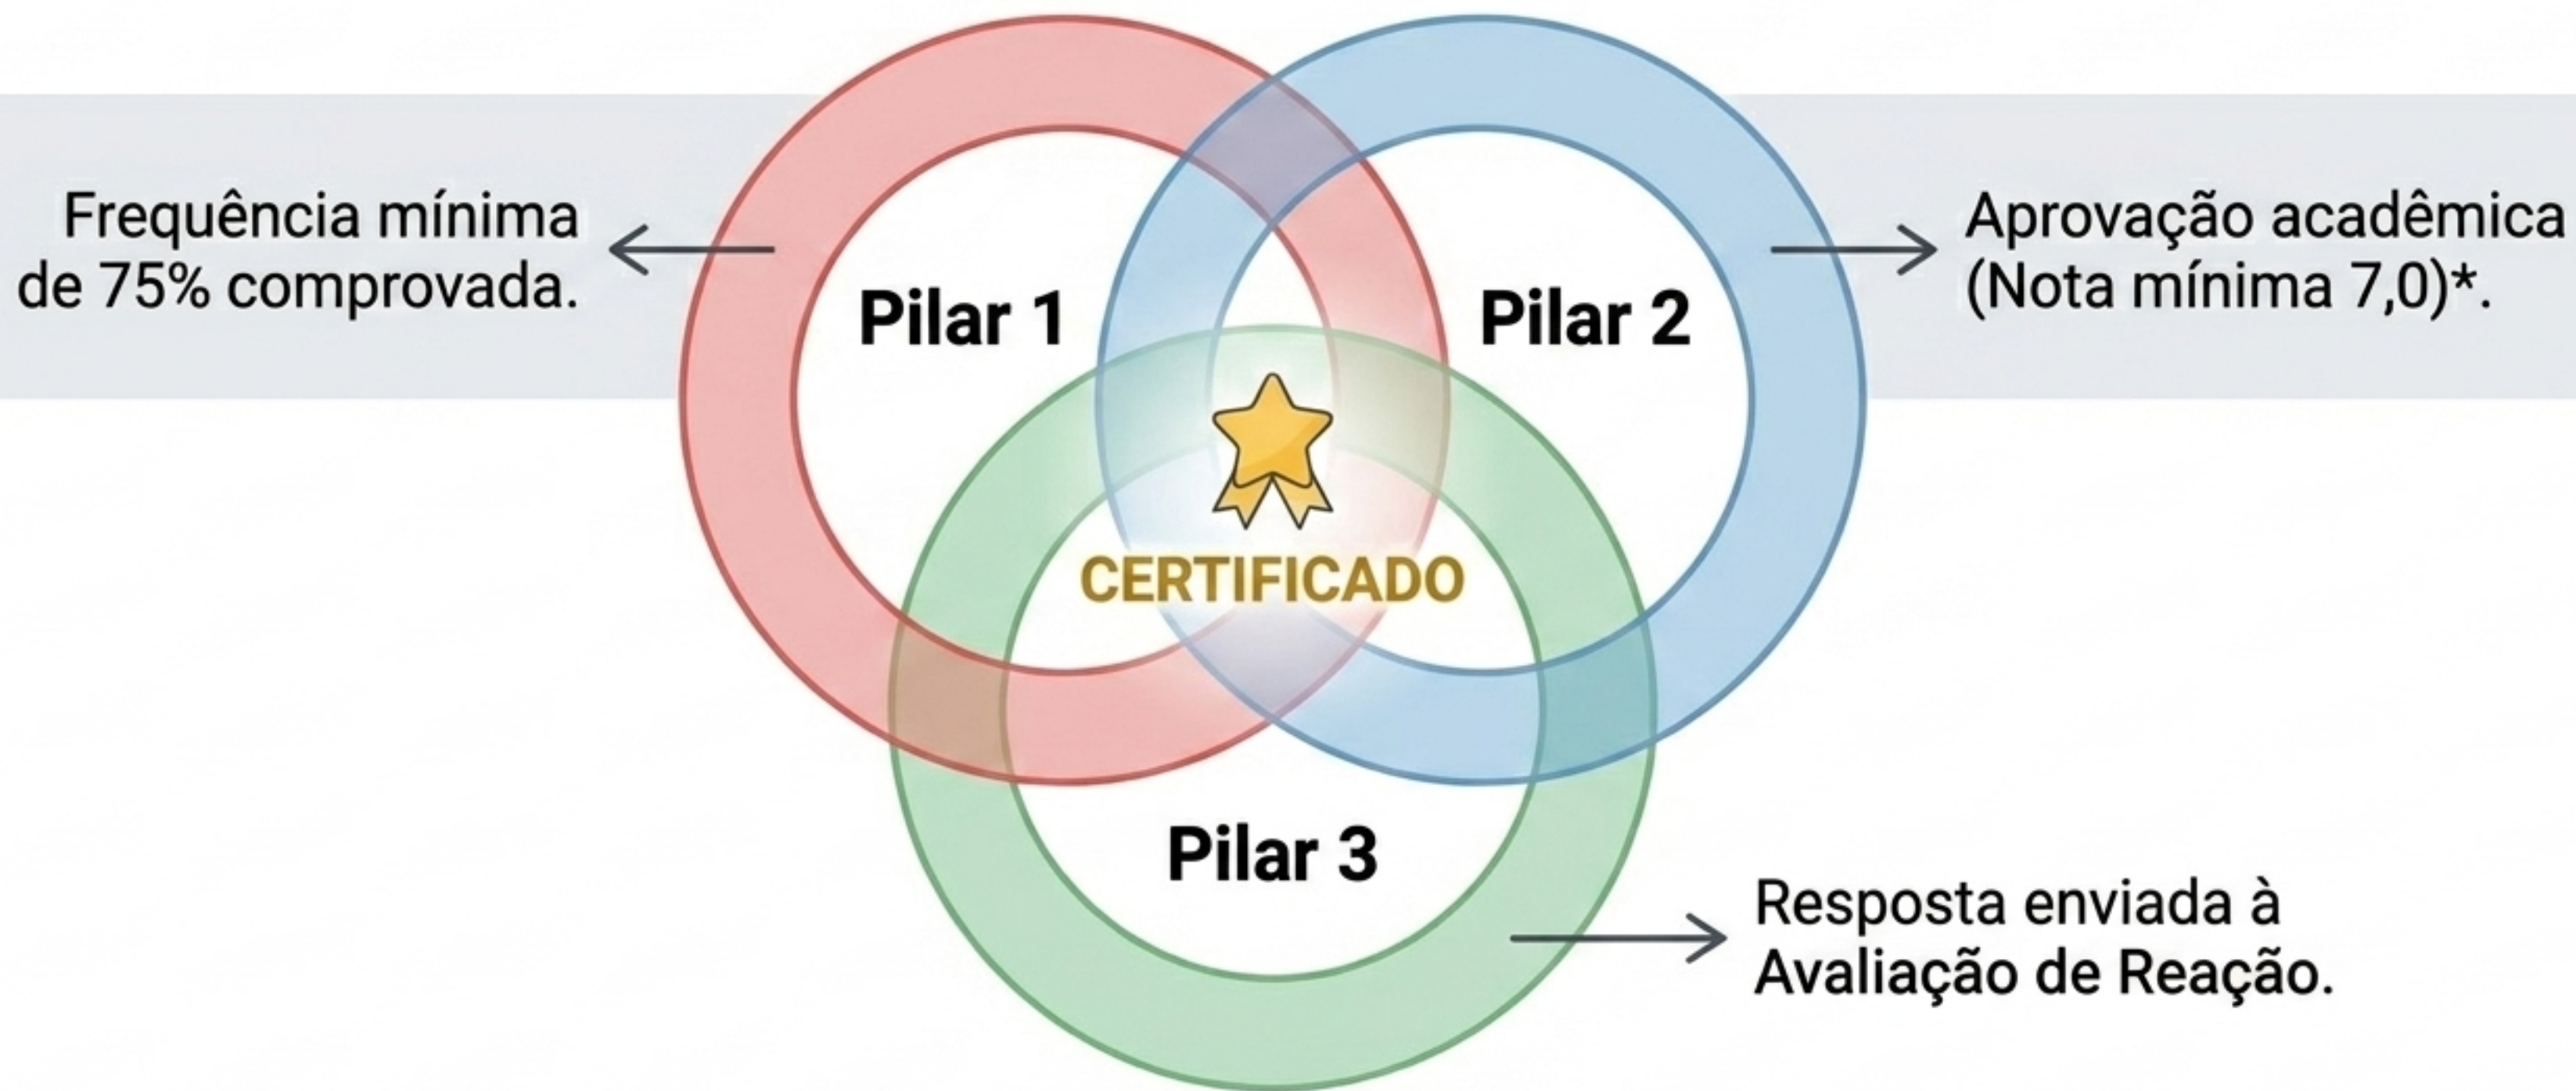 Frequência mínima
de 75% comprovada.
Pilar 1
Pilar 2
Aprovação acadêmica
(Nota mínima 7,0)*.
CERTIFICADO
Pilar 3
Resposta enviada à
Avaliação de Reação.